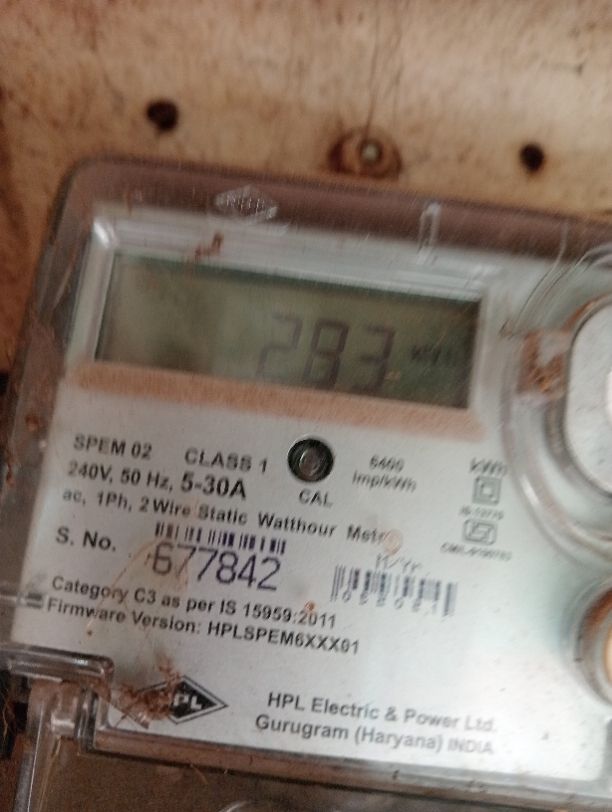 283
SPEM 02 CLASS 1 6400
240V, 50 Hz, 5-30A CAL imp/kWh kWh
ac, 1Ph, 2 Wire Static Watthour Meter
S. No. 677842 M/Yr.
Category C3 as per IS 15959:2011
Firmware Version: HPLSPEM6XXX01
HPL Electric & Power Ltd.
Gurugram (Haryana) INDIA